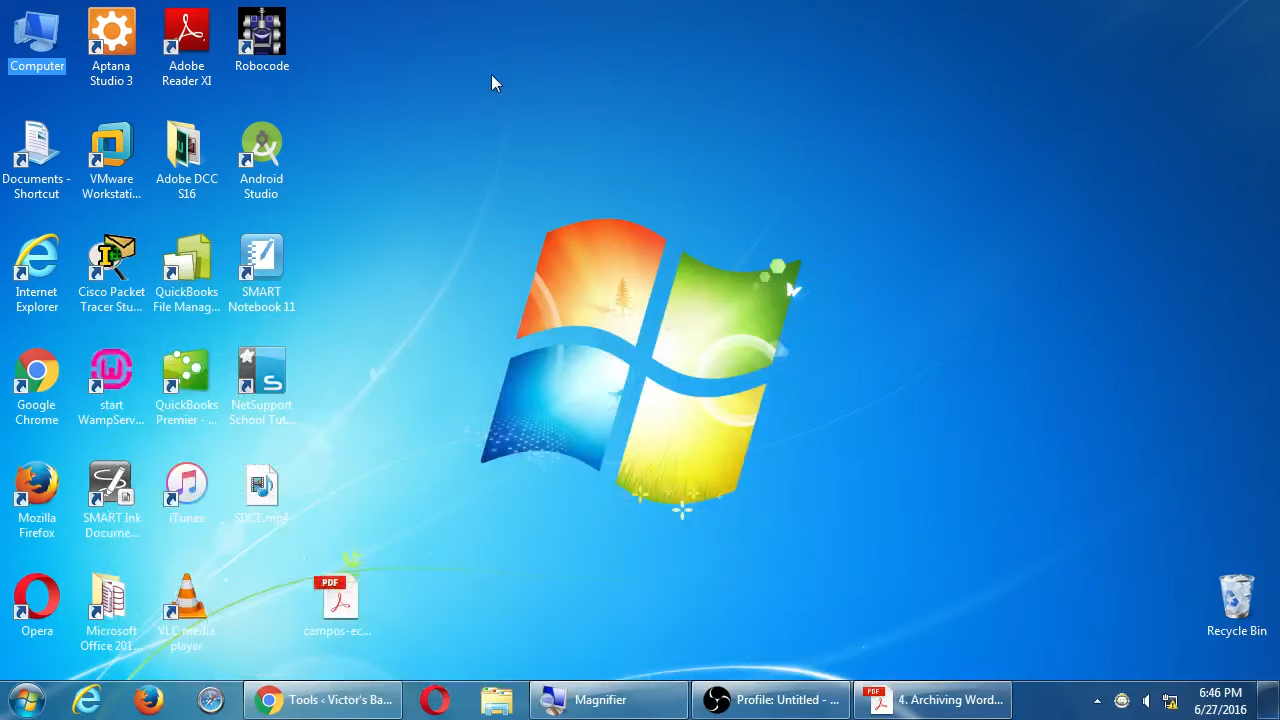 Computer
Aptana
Studio 3
Adobe
Reader XI
Robocode
Documents -
Shortcut
VMware
Workstati...
Adobe DCC
S16
Android
Studio
Internet
Explorer
Cisco Packet
Tracer Stu...
QuickBooks
File Manag...
SMART
Notebook 11
Google
Chrome
start
WampServ...
QuickBooks
Premier - ...
NetSupport
School Tut...
Mozilla
Firefox
SMART Ink
Docume...
iTunes
SDCE.mp4
Opera
Microsoft
Office 201...
VLC media
player
PDF
campos-ec...
Recycle Bin
Tools ‹ Victor's Ba...
Magnifier
Profile: Untitled - ...
PDF
4. Archiving Word...
6:46 PM
6/27/2016